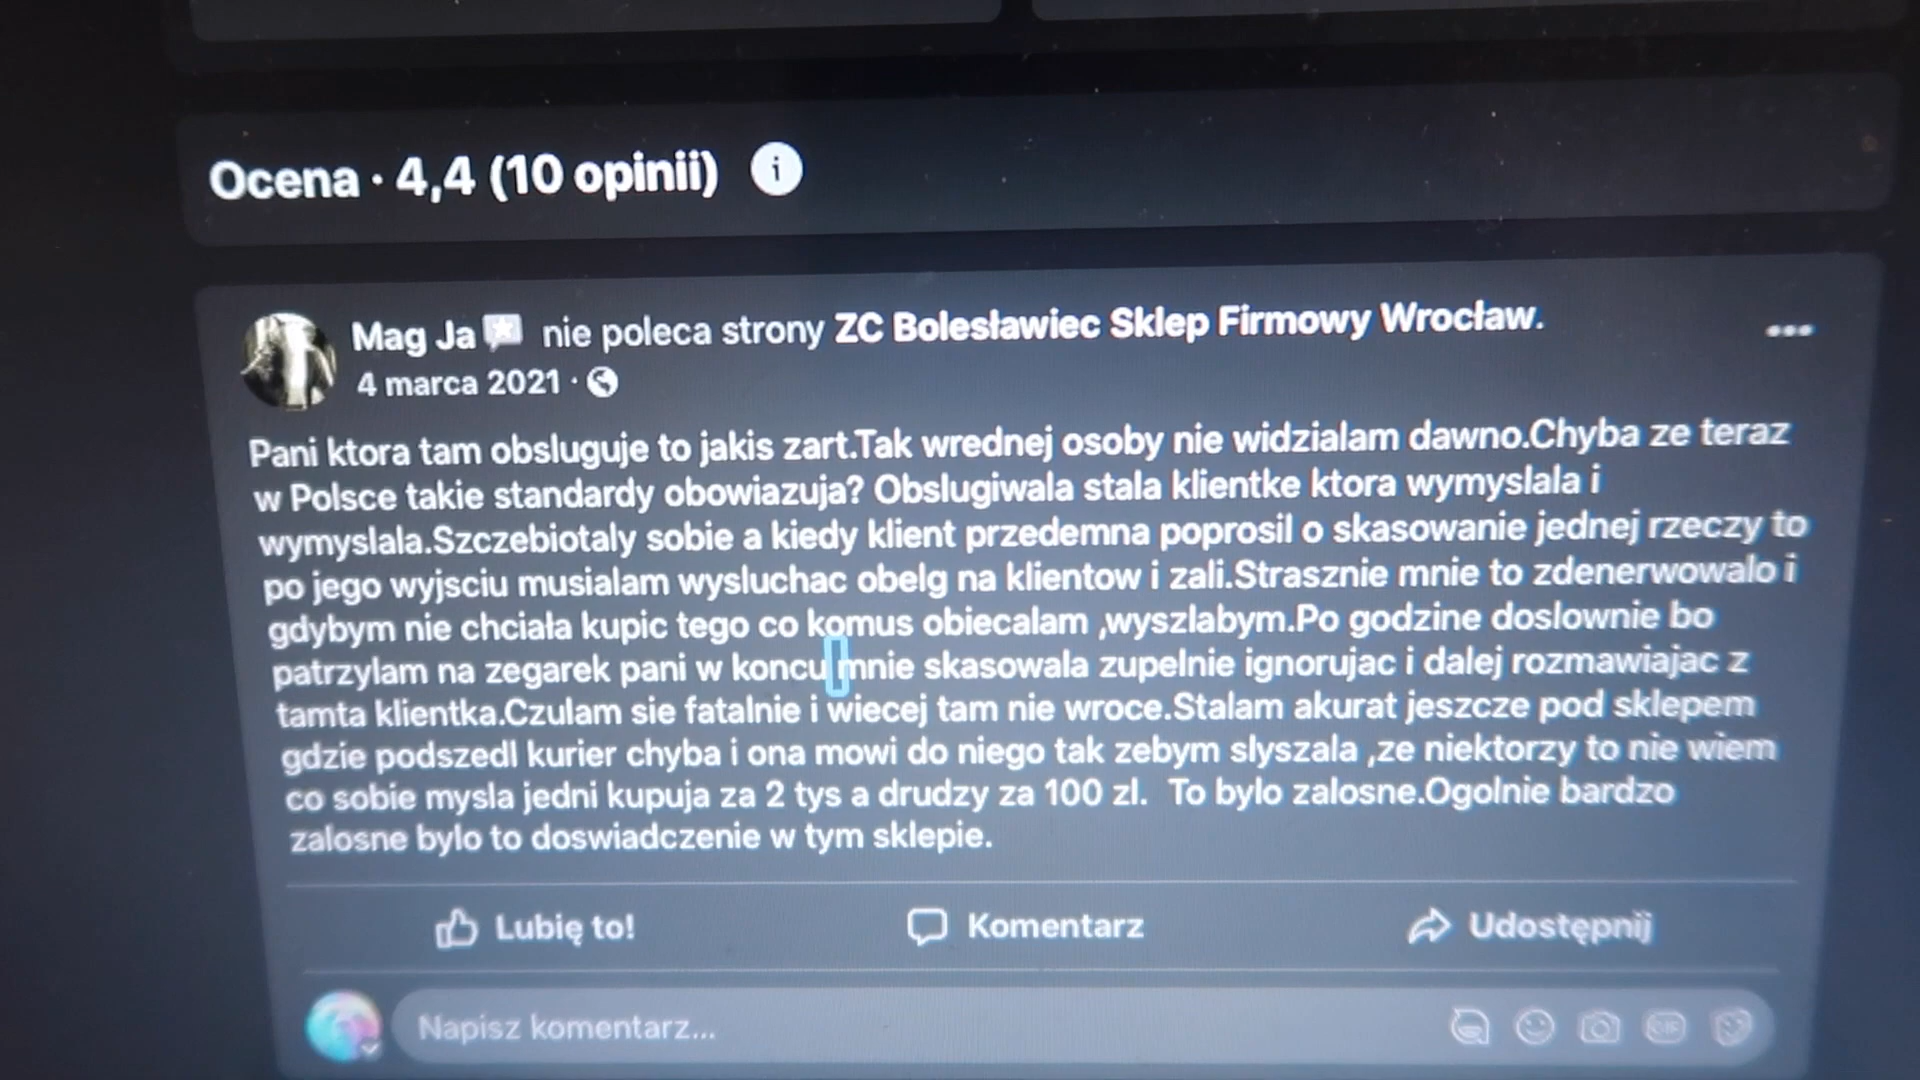 Ocena · 4,4 (10 opinii)
Mag Ja nie poleca strony ZC Bolesławiec Sklep Firmowy Wrocław.
4 marca 2021 ·
Pani ktora tam obsluguje to jakis zart.Tak wrednej osoby nie widzialam dawno.Chyba ze teraz
w Polsce takie standardy obowiazuja? Obslugiwala stala klientke ktora wymyslala i
wymyslala.Szczebiotaly sobie a kiedy klient przedemna poprosil o skasowanie jednej rzeczy to
po jego wyjsciu musialam wysluchac obelg na klientow i zali.Strasznie mnie to zdenerwowalo i
gdybym nie chciała kupic tego co komus obiecalam ,wyszlabym.Po godzine doslownie bo
patrzylam na zegarek pani w koncu mnie skasowala zupelnie ignorujac i dalej rozmawiajac z
tamta klientka.Czulam sie fatalnie i wiecej tam nie wroce.Stalam akurat jeszcze pod sklepem
gdzie podszedl kurier chyba i ona mowi do niego tak zebym slyszala ,ze niektorzy to nie wiem
co sobie mysla jedni kupuja za 2 tys a drudzy za 100 zl.  To bylo zalosne.Ogolnie bardzo
zalosne bylo to doswiadczenie w tym sklepie.
Lubię to! Komentarz Udostępnij
Napisz komentarz... GIF